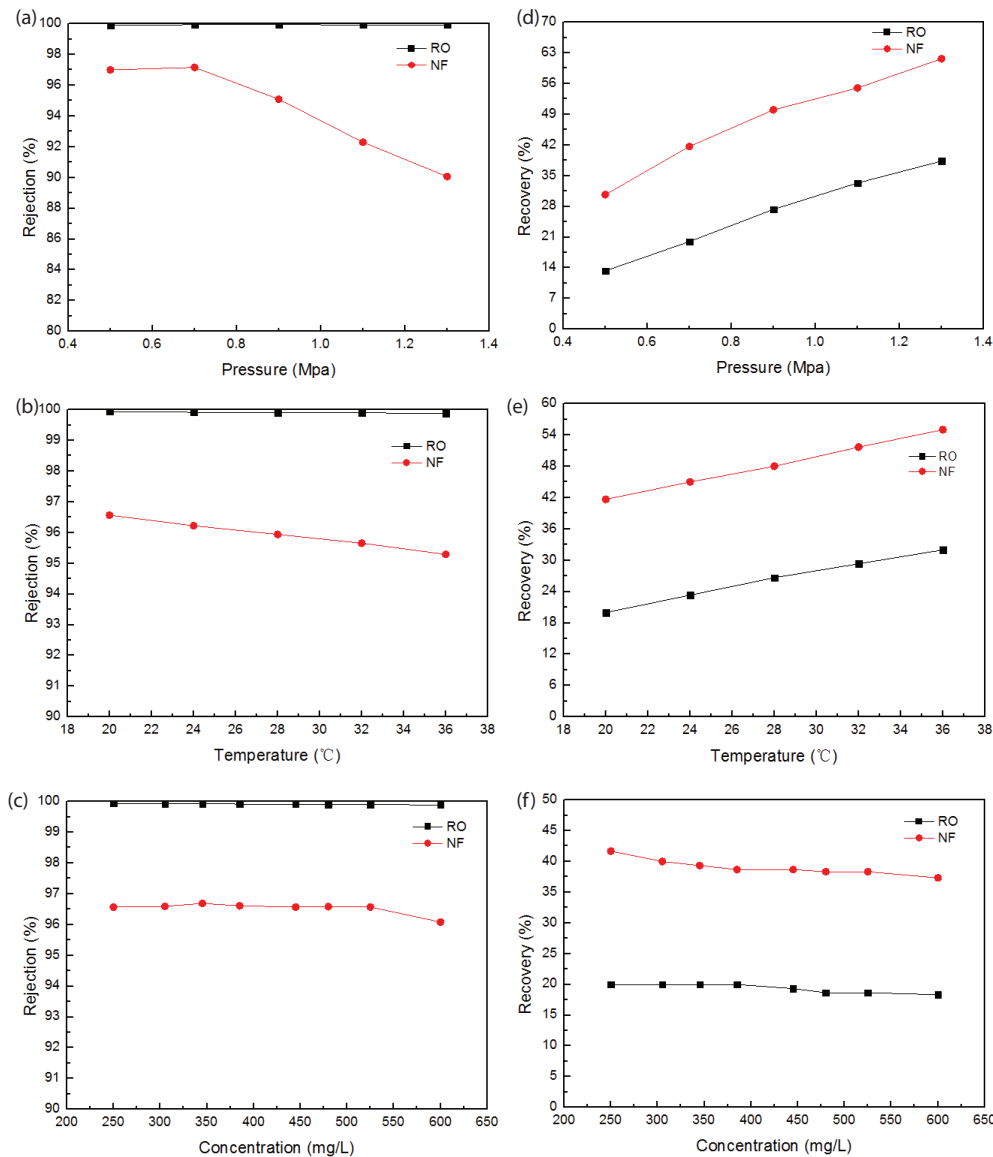 (a)
100
98
96
94
92
90
88
86
84
82
80
Rejection (%)
RO
NF
0.4 0.6 0.8 1.0 1.2 1.4
Pressure (Mpa)
(d)
70
63
56
49
42
35
28
21
14
7
0
Recovery (%)
RO
NF
0.4 0.6 0.8 1.0 1.2 1.4
Pressure (Mpa)
(b)
100
99
98
97
96
95
94
93
92
91
90
Rejection (%)
RO
NF
18 20 22 24 26 28 30 32 34 36 38
Temperature (℃)
(e)
60
54
48
42
36
30
24
18
12
6
0
Recovery (%)
RO
NF
18 20 22 24 26 28 30 32 34 36 38
Temperature (℃)
(c)
100
99
98
97
96
95
94
93
92
91
90
Rejection (%)
RO
NF
200 250 300 350 400 450 500 550 600 650
Concentration (mg/L)
(f)
50
45
40
35
30
25
20
15
10
5
0
Recovery (%)
RO
NF
200 250 300 350 400 450 500 550 600 650
Concentration (mg/L)